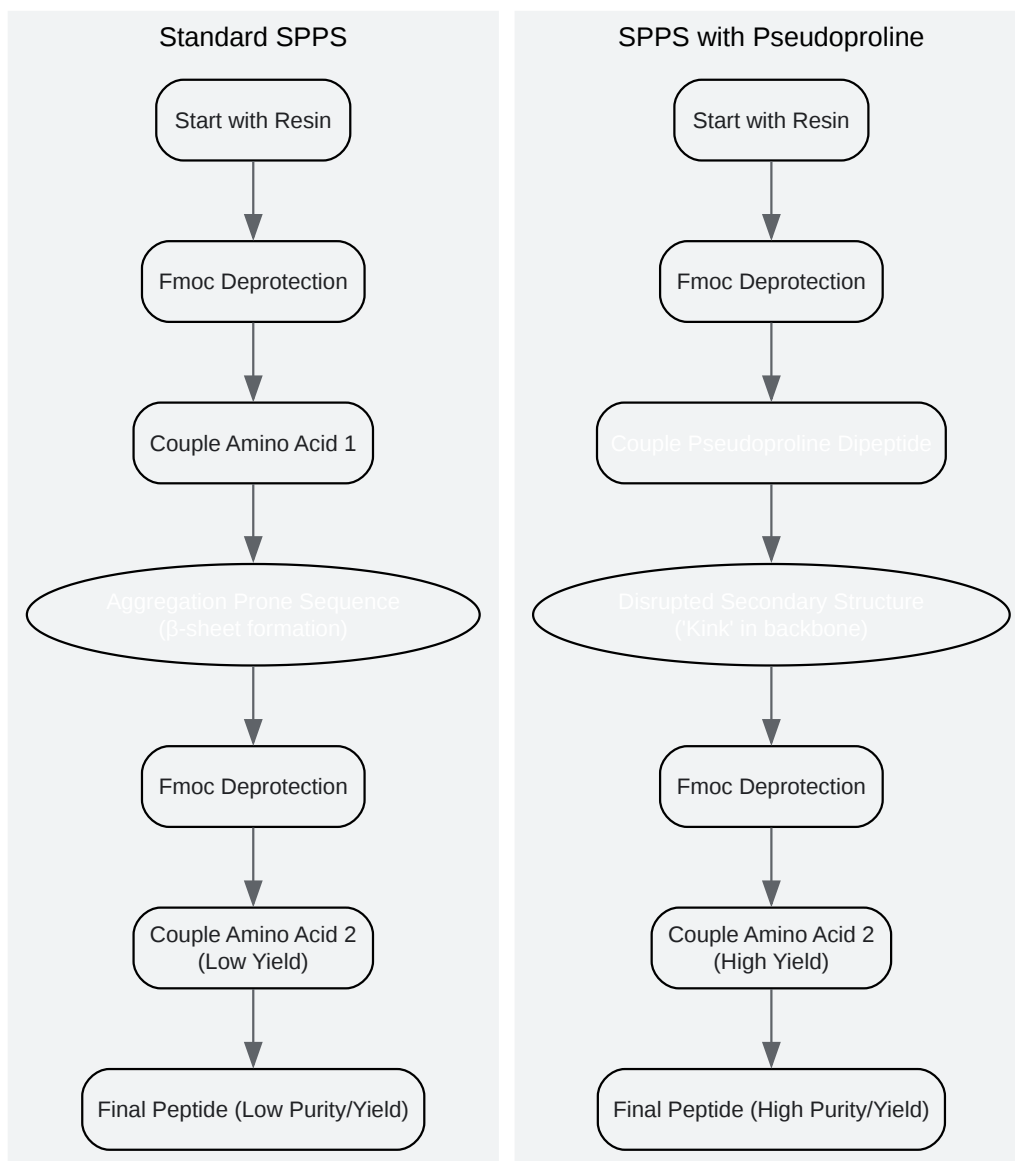 Standard SPPS
Start with Resin
Fmoc Deprotection
Couple Amino Acid 1
Aggregation Prone Sequence
(β-sheet formation)
Fmoc Deprotection
Couple Amino Acid 2
(Low Yield)
Final Peptide (Low Purity/Yield)
SPPS with Pseudoproline
Start with Resin
Fmoc Deprotection
Couple Pseudoproline Dipeptide
Disrupted Secondary Structure
('Kink' in backbone)
Fmoc Deprotection
Couple Amino Acid 2
(High Yield)
Final Peptide (High Purity/Yield)